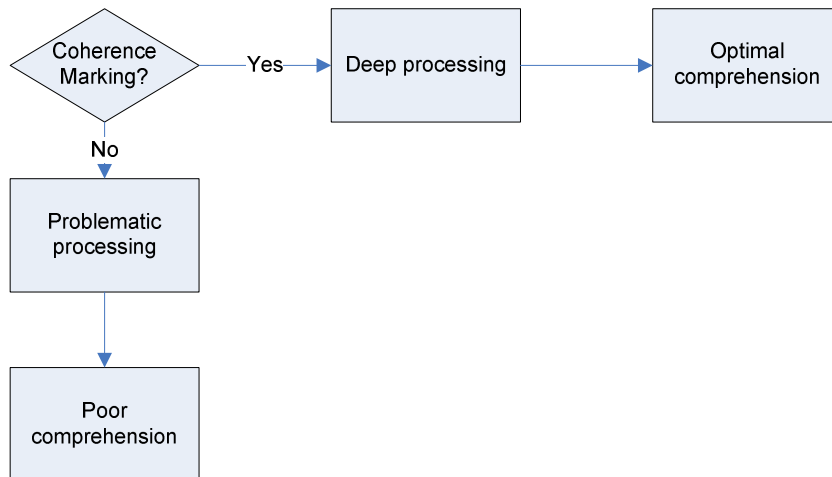 Coherence
Marking?
Yes
Deep processing
Optimal
comprehension
No
Problematic
processing
Poor
comprehension